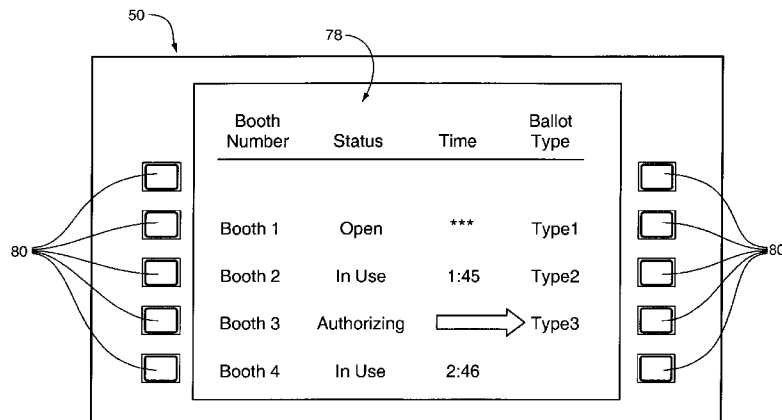 50
78
Booth Number Status Time Ballot Type
Booth 1 Open *** Type1
80 Booth 2 In Use 1:45 Type2 80
Booth 3 Authorizing Type3
Booth 4 In Use 2:46